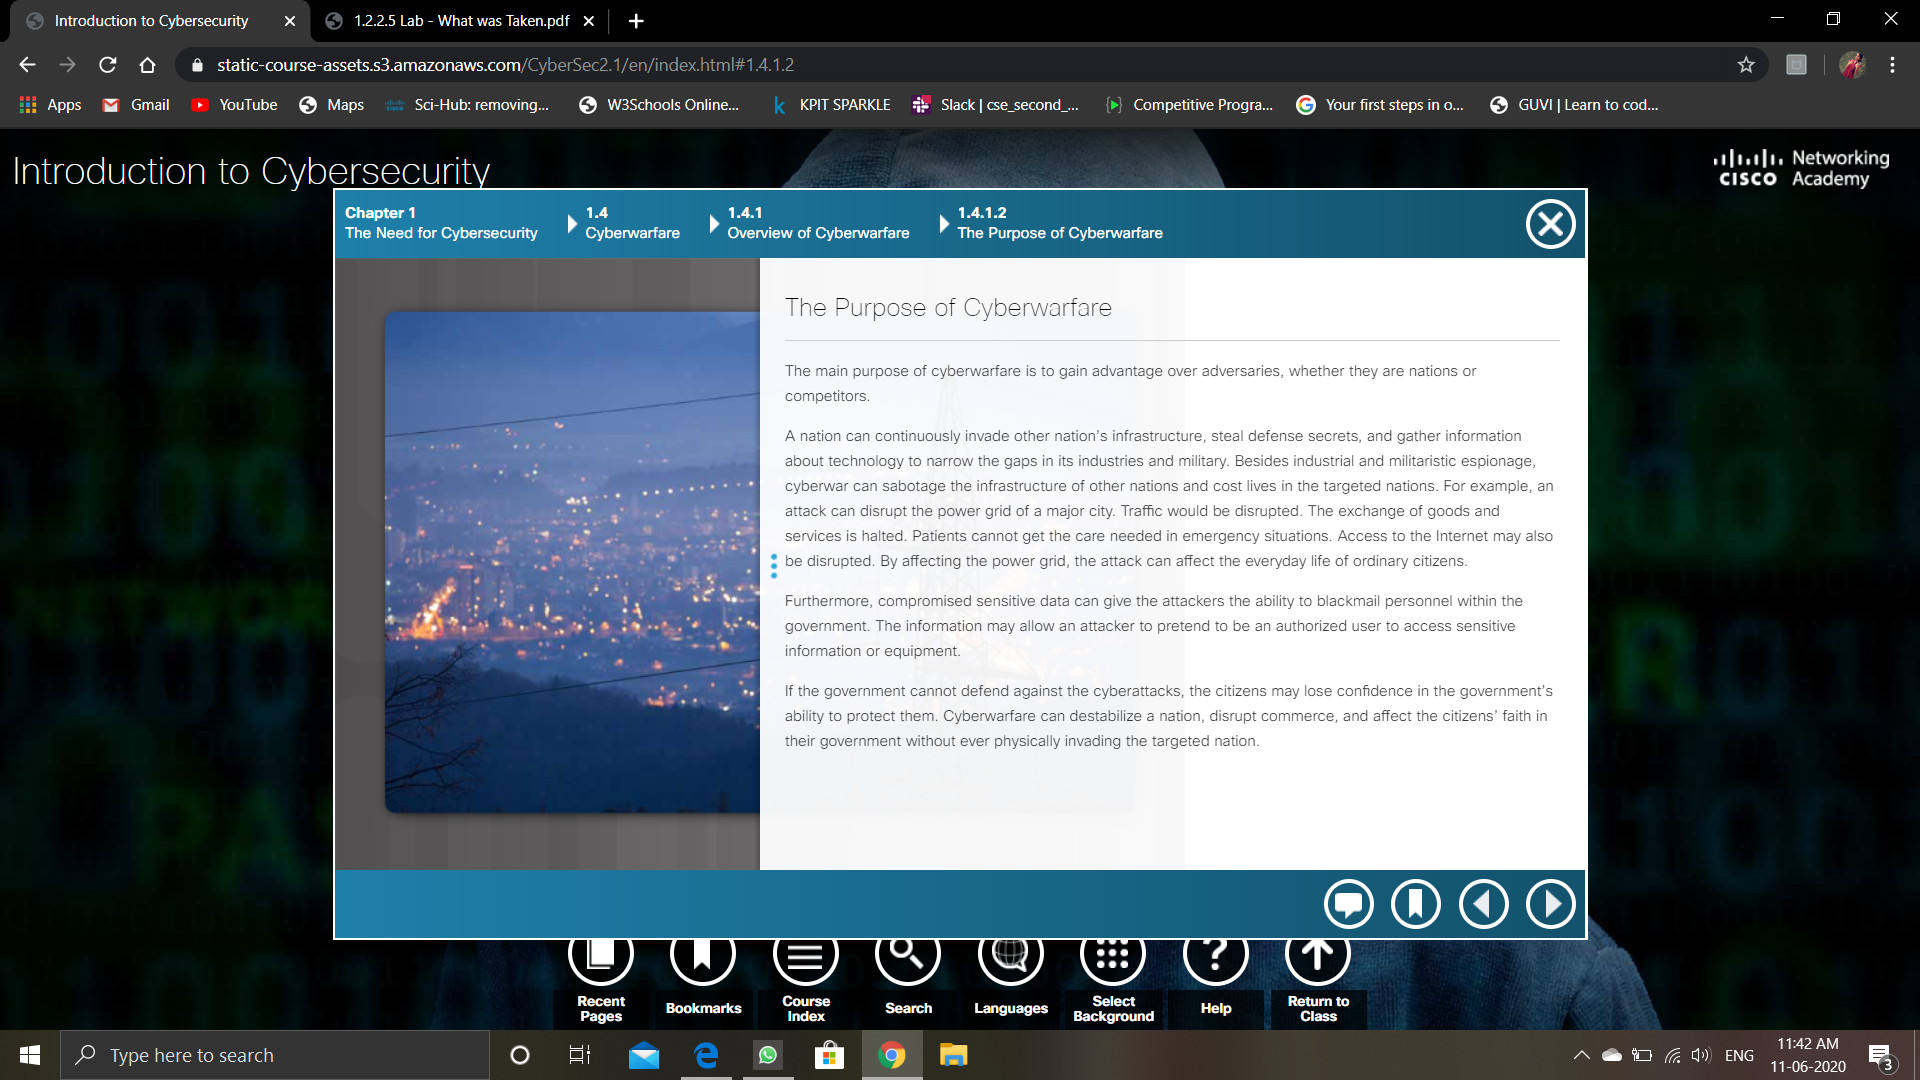 Introduction to Cybersecurity
1.2.2.5 Lab - What was Taken.pdf
static-course-assets.s3.amazonaws.com/CyberSec2.1/en/index.html#1.4.1.2
Apps
Gmail
YouTube
Maps
Sci-Hub: removing...
W3Schools Online...
KPIT SPARKLE
Slack | cse_second_...
Competitive Progra...
Your first steps in o...
GUVI | Learn to cod...
Introduction to Cybersecurity
CISCO
Networking
Academy
Chapter 1
The Need for Cybersecurity
1.4
Cyberwarfare
1.4.1
Overview of Cyberwarfare
1.4.1.2
The Purpose of Cyberwarfare
The Purpose of Cyberwarfare
The main purpose of cyberwarfare is to gain advantage over adversaries, whether they are nations or
competitors.
A nation can continuously invade other nation’s infrastructure, steal defense secrets, and gather information
about technology to narrow the gaps in its industries and military. Besides industrial and militaristic espionage,
cyberwar can sabotage the infrastructure of other nations and cost lives in the targeted nations. For example, an
attack can disrupt the power grid of a major city. Traffic would be disrupted. The exchange of goods and
services is halted. Patients cannot get the care needed in emergency situations. Access to the Internet may also
be disrupted. By affecting the power grid, the attack can affect the everyday life of ordinary citizens.
Furthermore, compromised sensitive data can give the attackers the ability to blackmail personnel within the
government. The information may allow an attacker to pretend to be an authorized user to access sensitive
information or equipment.
If the government cannot defend against the cyberattacks, the citizens may lose confidence in the government’s
ability to protect them. Cyberwarfare can destabilize a nation, disrupt commerce, and affect the citizens’ faith in
their government without ever physically invading the targeted nation.
Recent
Pages
Bookmarks
Course
Index
Search
Languages
Select
Background
Help
Return to
Class
Type here to search
ENG
11:42 AM
11-06-2020
3